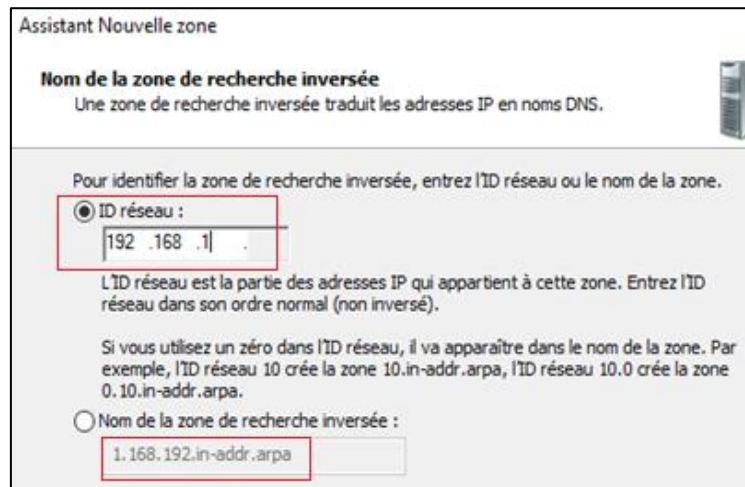 Assistant Nouvelle zone
Nom de la zone de recherche inversée
Une zone de recherche inversée traduit les adresses IP en noms DNS.
Pour identifier la zone de recherche inversée, entrez l'ID réseau ou le nom de la zone.
ID réseau :
192 .168 .1 .
L'ID réseau est la partie des adresses IP qui appartient à cette zone. Entrez l'ID
réseau dans son ordre normal (non inversé).
Si vous utilisez un zéro dans l'ID réseau, il va apparaître dans le nom de la zone. Par
exemple, l'ID réseau 10 crée la zone 10.in-addr.arpa, l'ID réseau 10.0 crée la zone
0.10.in-addr.arpa.
Nom de la zone de recherche inversée :
1.168.192.in-addr.arpa